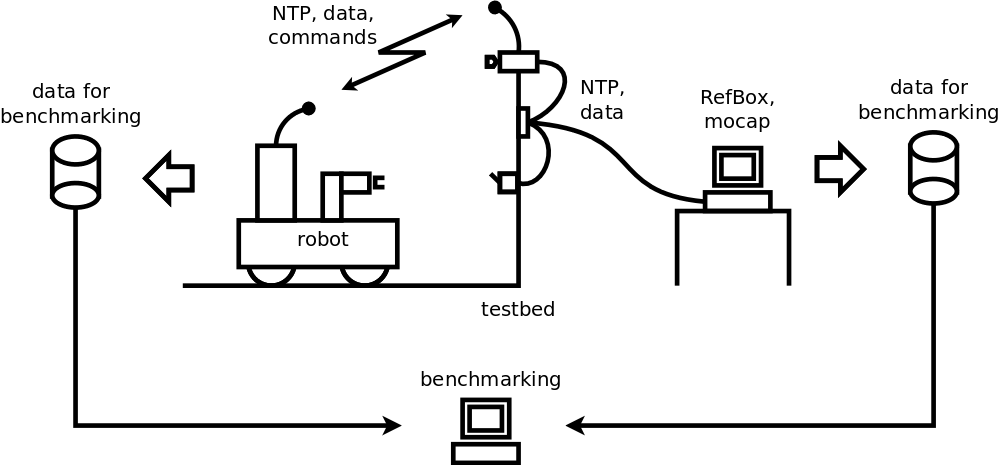 NTP, data,
commands
data for
benchmarking
NTP,
data
RefBox,
mocap
data for
benchmarking
robot
testbed
benchmarking